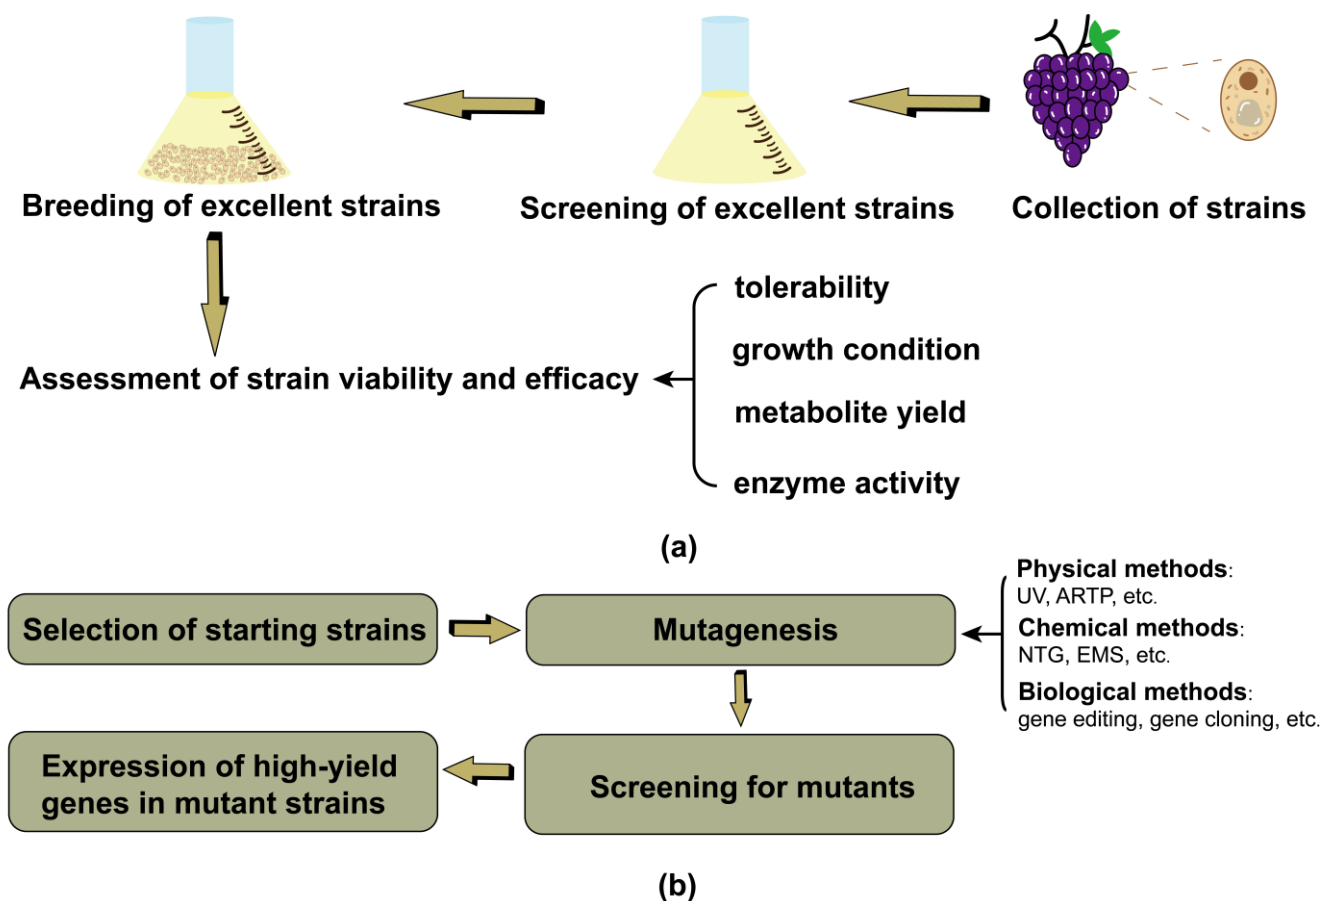 Breeding of excellent strains
Screening of excellent strains
Collection of strains
Assessment of strain viability and efficacy
tolerability
growth condition
metabolite yield
enzyme activity
(a)
Selection of starting strains
Mutagenesis
Physical methods:
UV, ARTP, etc.
Chemical methods:
NTG, EMS, etc.
Biological methods:
gene editing, gene cloning, etc.
Expression of high-yield
genes in mutant strains
Screening for mutants
(b)